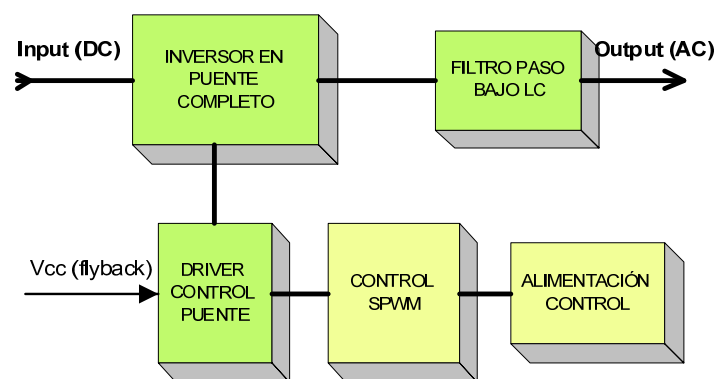 Input (DC)
INVERSOR EN
PUENTE
COMPLETO
FILTRO PASO
BAJO LC
Output (AC)
Vcc (flyback)
DRIVER
CONTROL
PUENTE
CONTROL
SPWM
ALIMENTACIÓN
CONTROL